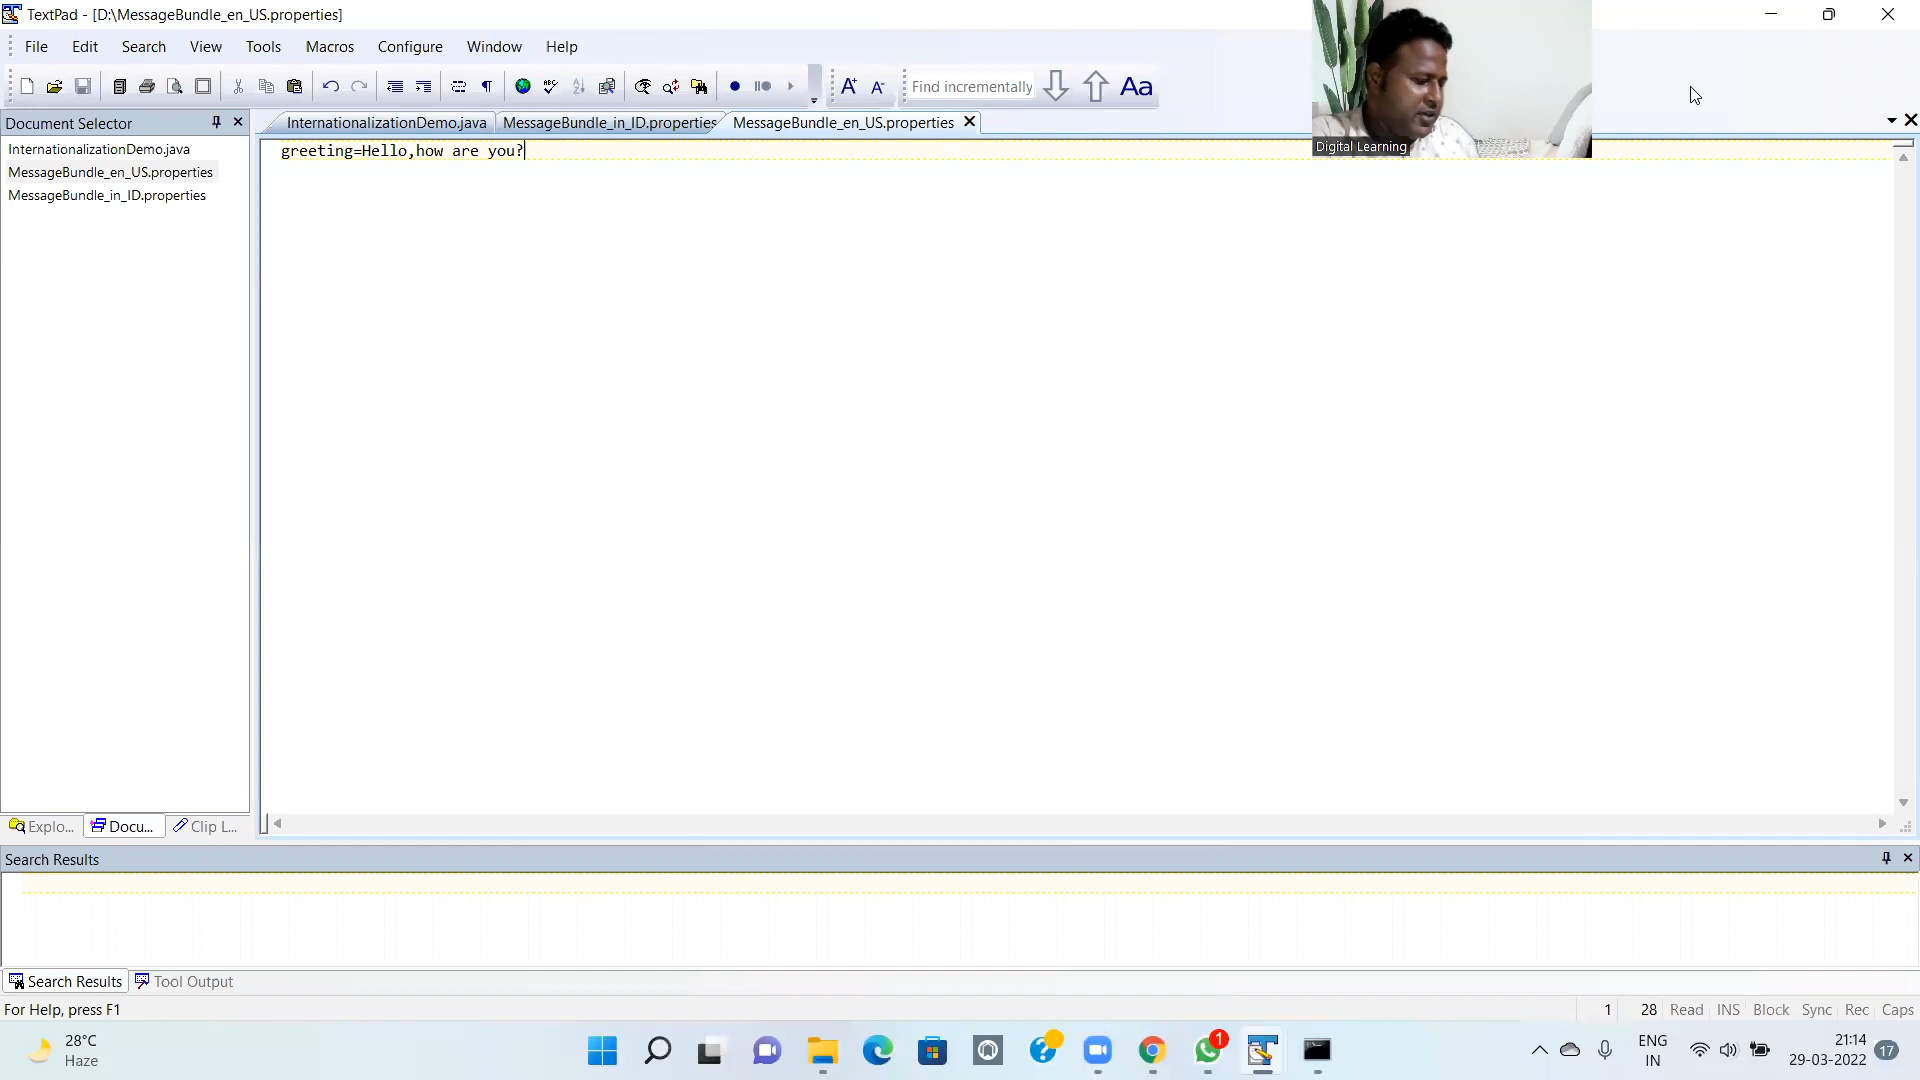 TextPad - [D:\MessageBundle_en_US.properties]
File Edit Search View Tools Macros Configure Window Help
Find incrementally
Document Selector
InternationalizationDemo.java MessageBundle_in_ID.properties MessageBundle_en_US.properties
InternationalizationDemo.java
MessageBundle_en_US.properties
MessageBundle_in_ID.properties
greeting=Hello,how are you?
Digital Learning
Explo... Docu... Clip L...
Search Results
Search Results Tool Output
For Help, press F1
1 28 Read INS Block Sync Rec Caps
28°C
Haze
1
ENG
IN
21:14
29-03-2022
17